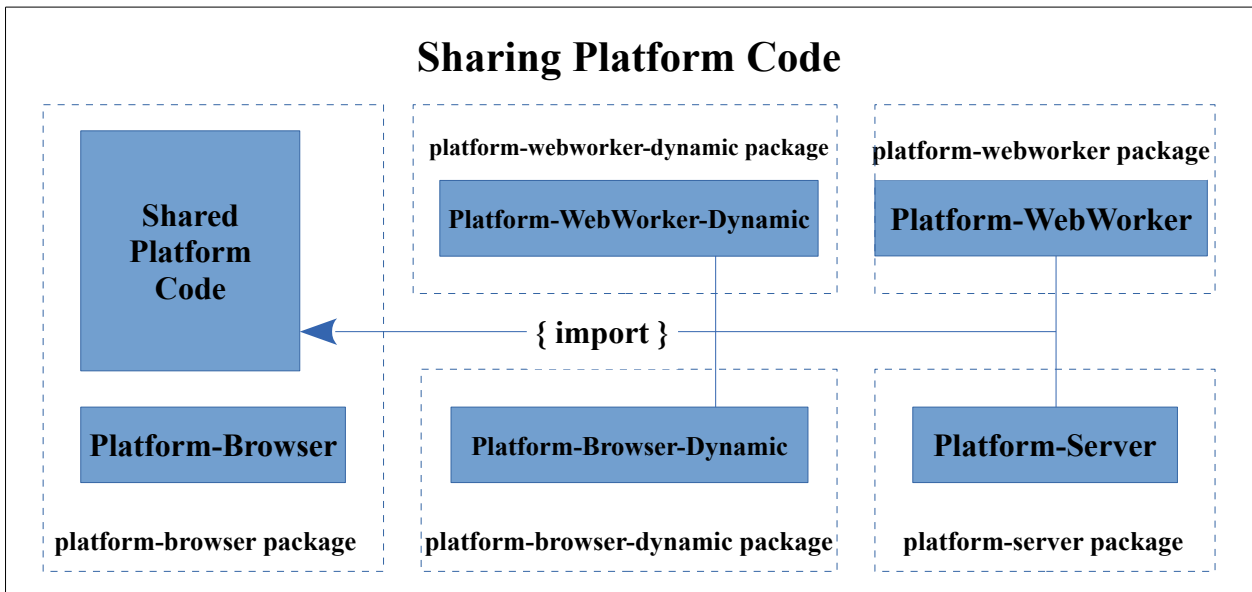 Sharing Platform Code
Shared
Platform
Code
Platform-Browser
platform-browser package
platform-webworker-dynamic package
Platform-WebWorker-Dynamic
{ import }
Platform-Browser-Dynamic
platform-browser-dynamic package
platform-webworker package
Platform-WebWorker
Platform-Server
platform-server package